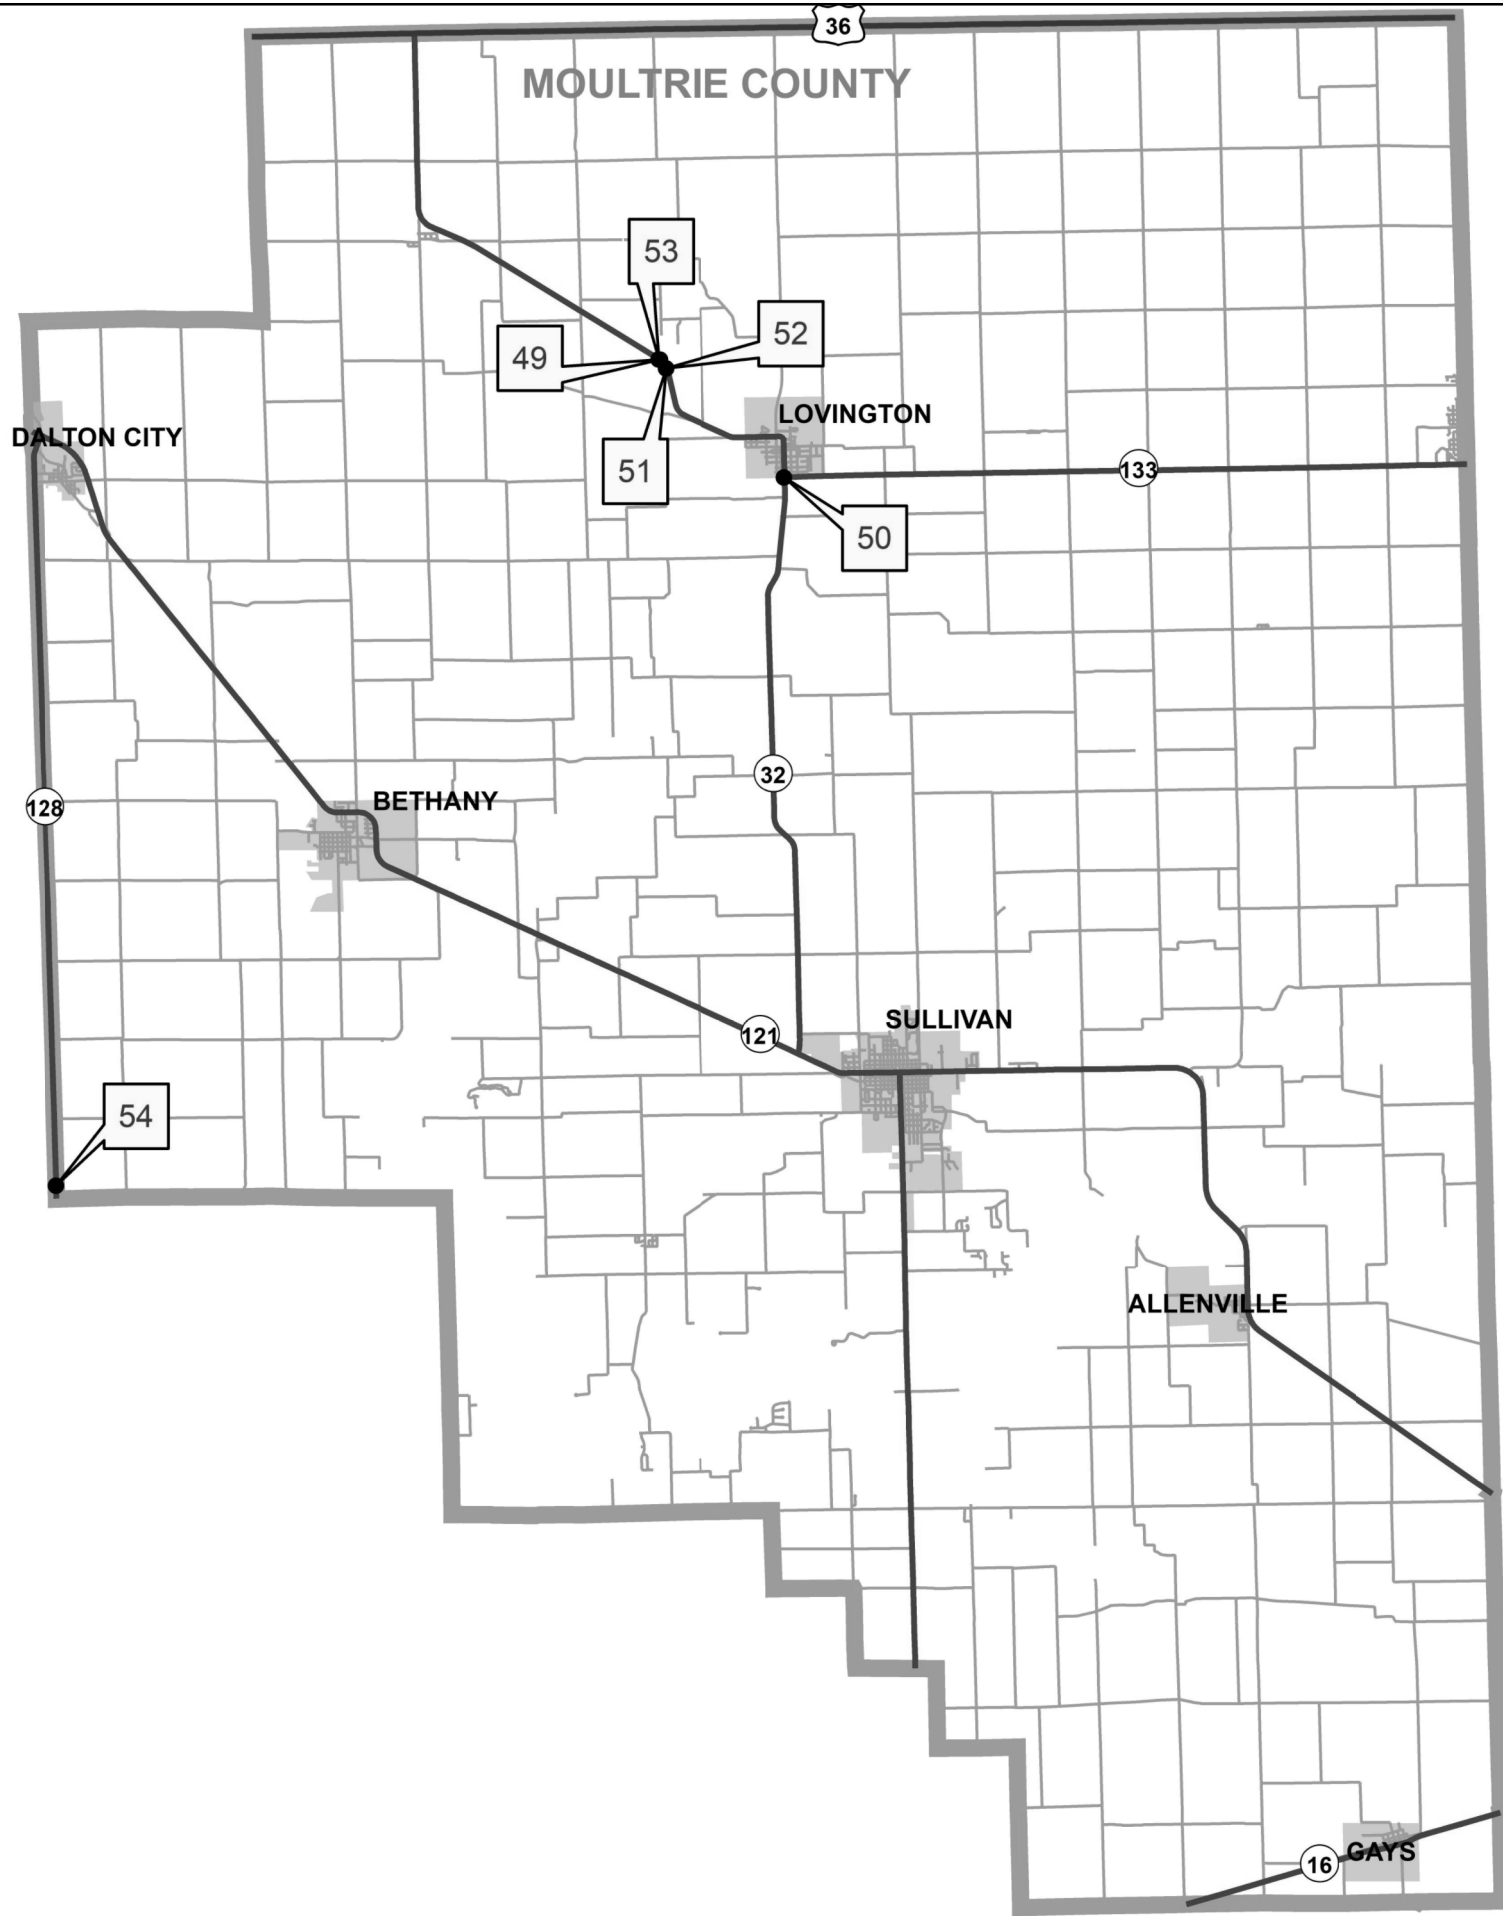 36
MOULTRIE COUNTY
53
52
49
LOVINGTON
DALTON CITY
51
133
50
32
BETHANY
128
SULLIVAN
121
54
ALLENVILLE
GAYS
16